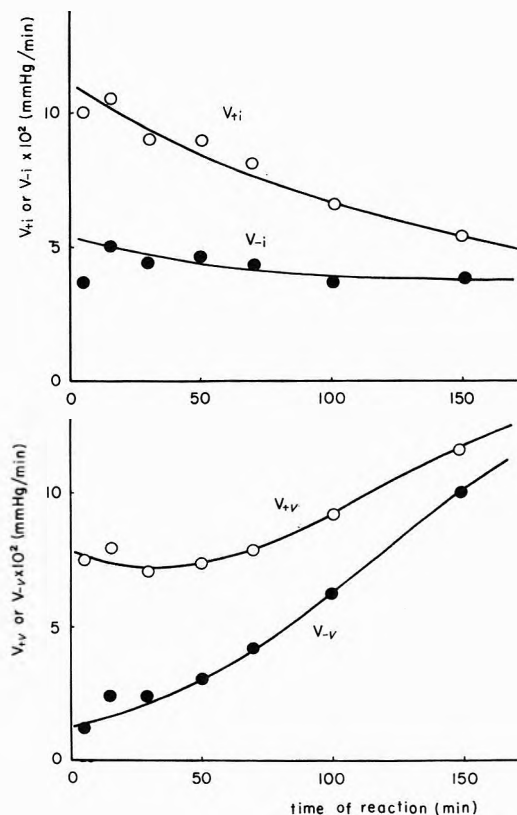 V+i or V-i × 10² (mmHg/min)
10
5
0
V+i
V-i
V+v or V-v×10² (mmHg/min)
10
5
0
V+v
V-v
0 50 100 150
0 50 100 150
time of reaction (min)